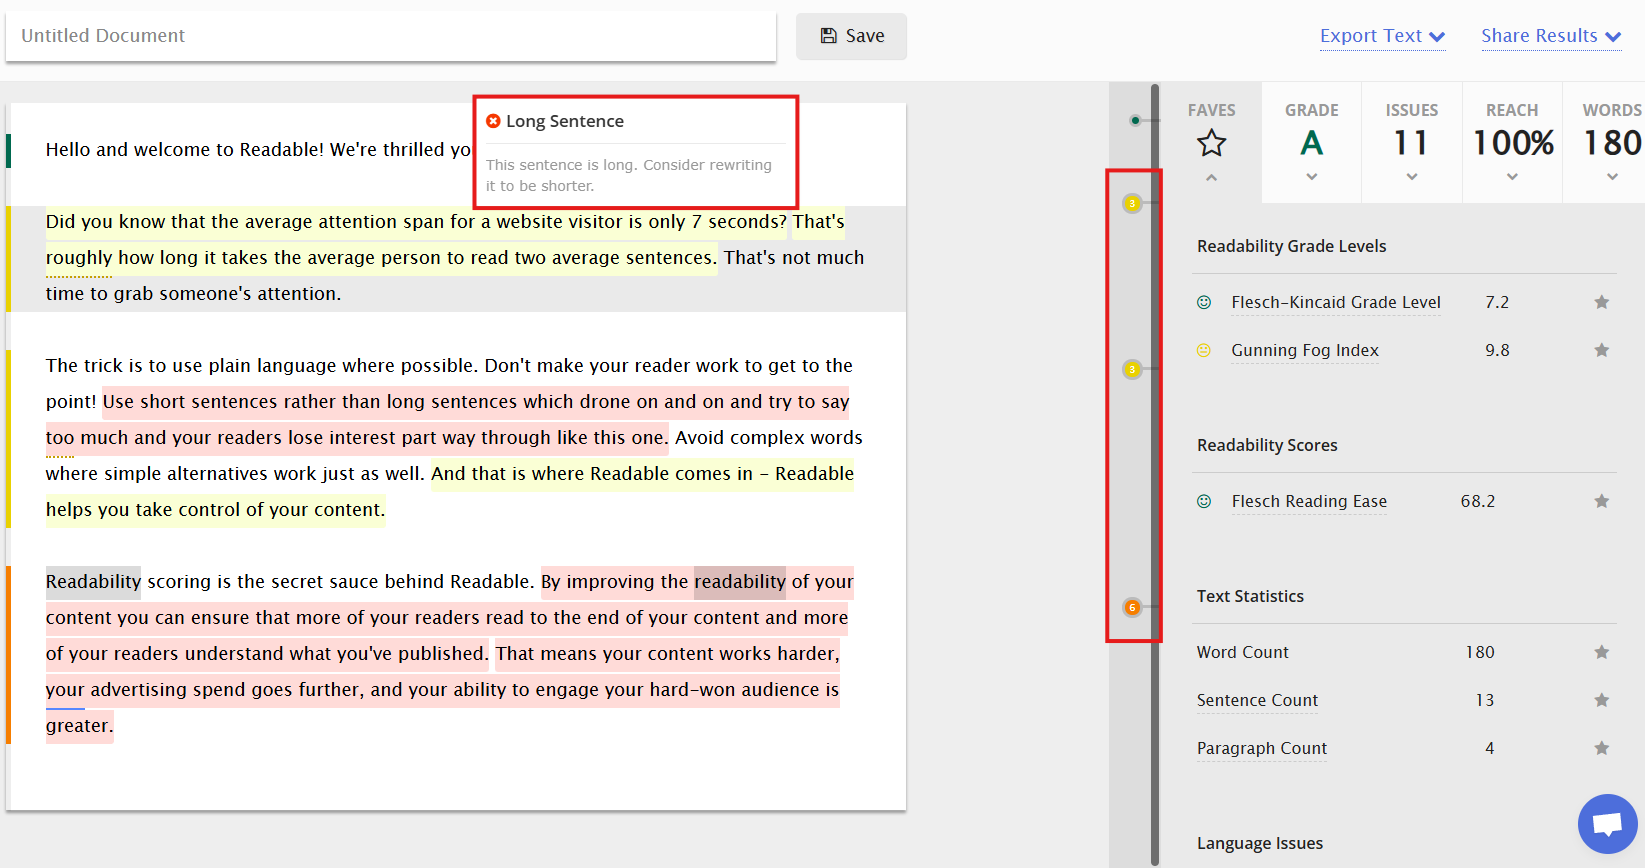 Untitled Document
Save
Export Text
Share Results
Long Sentence
This sentence is long. Consider rewriting
it to be shorter.
Hello and welcome to Readable! We're thrilled yo
Did you know that the average attention span for a website visitor is only 7 seconds? That's
roughly how long it takes the average person to read two average sentences. That's not much
time to grab someone's attention.
The trick is to use plain language where possible. Don't make your reader work to get to the
point! Use short sentences rather than long sentences which drone on and on and try to say
too much and your readers lose interest part way through like this one. Avoid complex words
where simple alternatives work just as well. And that is where Readable comes in – Readable
helps you take control of your content.
Readability scoring is the secret sauce behind Readable. By improving the readability of your
content you can ensure that more of your readers read to the end of your content and more
of your readers understand what you've published. That means your content works harder,
your advertising spend goes further, and your ability to engage your hard-won audience is
greater.
3
3
6
FAVES
GRADE
A
ISSUES
11
REACH
100%
WORDS
180
Readability Grade Levels
Flesch-Kincaid Grade Level 7.2
Gunning Fog Index 9.8
Readability Scores
Flesch Reading Ease 68.2
Text Statistics
Word Count 180
Sentence Count 13
Paragraph Count 4
Language Issues